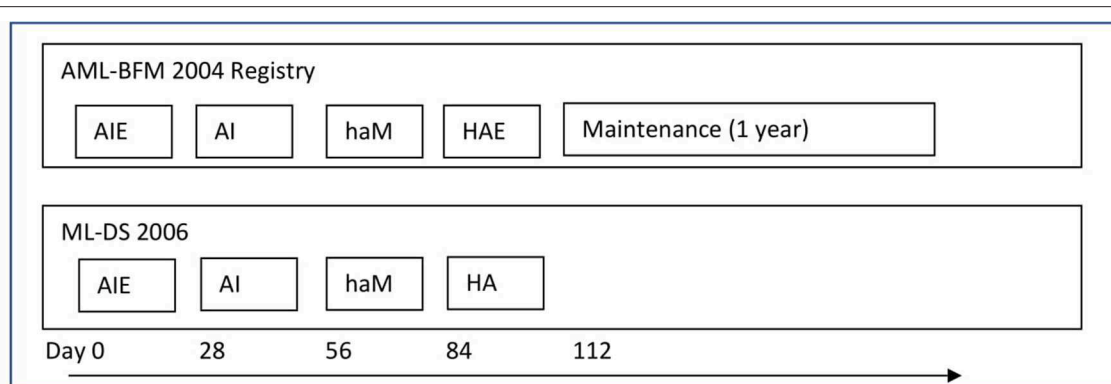 AML-BFM 2004 Registry
AIE AI haM HAE Maintenance (1 year)
ML-DS 2006
AIE AI haM HA
Day 0 28 56 84 112